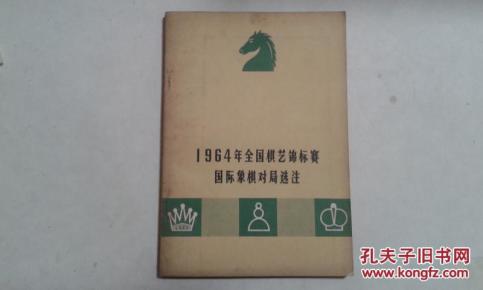 1964年全国棋艺锦标赛
国际象棋对局选注
孔夫子旧书网
kongfz.com